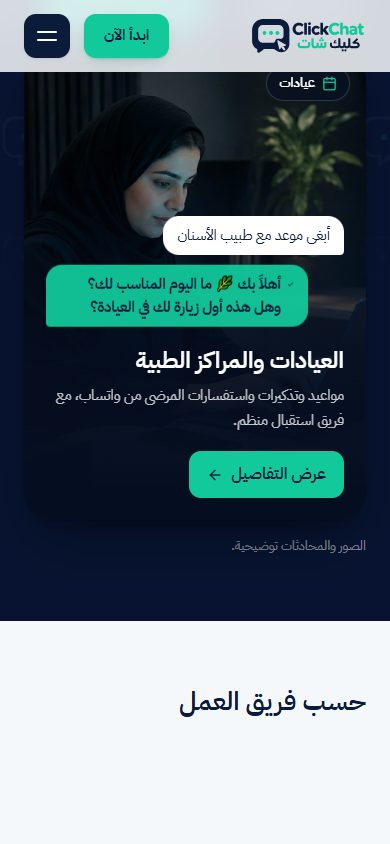 ClickChat
كليك شات
ابدأ الآن
عيادات
أبغى موعد مع طبيب الأسنان
أهلاً بك 🌿 ما اليوم المناسب لك؟
وهل هذه أول زيارة لك في العيادة؟
العيادات والمراكز الطبية
مواعيد وتذكيرات واستفسارات المرضى من واتساب، مع
فريق استقبال منظم.
عرض التفاصيل ←
الصور والمحادثات توضيحية.
حسب فريق العمل